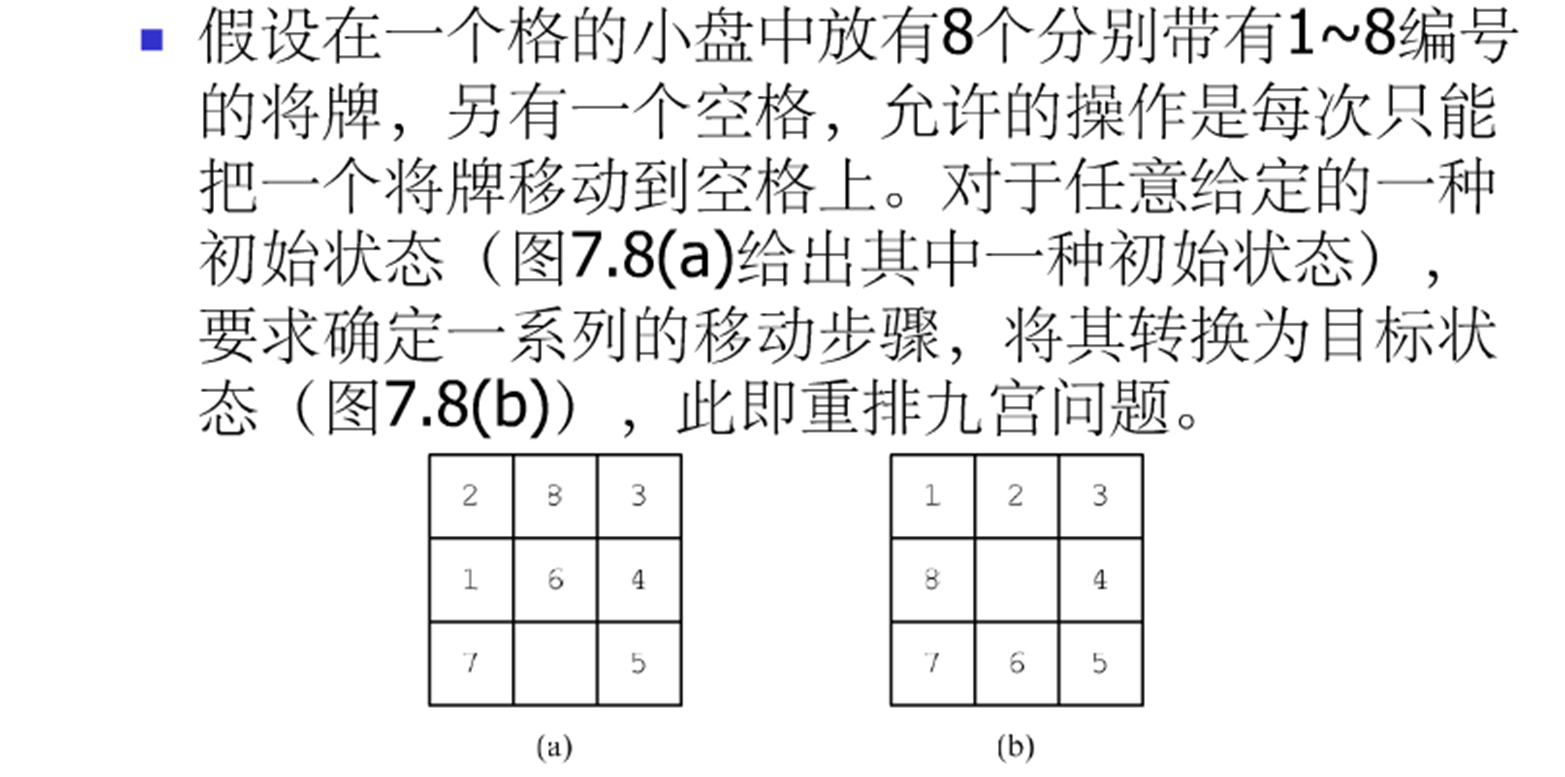 假设在一个格的小盘中放有8个分别带有1~8编号
的将牌，另有一个空格，允许的操作是每次只能
把一个将牌移动到空格上。对于任意给定的一种
初始状态（图7.8(a)给出其中一种初始状态），
要求确定一系列的移动步骤，将其转换为目标状
态（图7.8(b)），此即重排九宫问题。
2 8 3
1 6 4
7 5
(a)
1 2 3
8 4
7 6 5
(b)